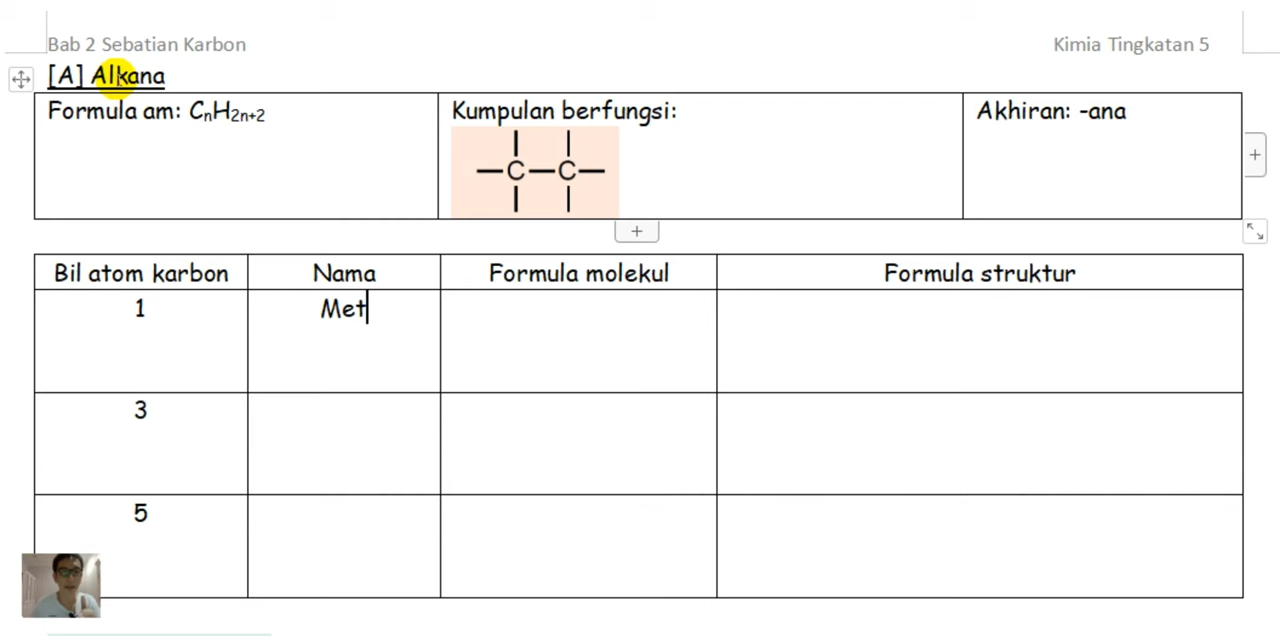 Bab 2 Sebatian Karbon
Kimia Tingkatan 5
[A] Alkana
Formula am: CₙH₂ₙ₊₂
Kumpulan berfungsi:
Akhiran: -ana
C C
Bil atom karbon
Nama
Formula molekul
Formula struktur
1
Met
3
5